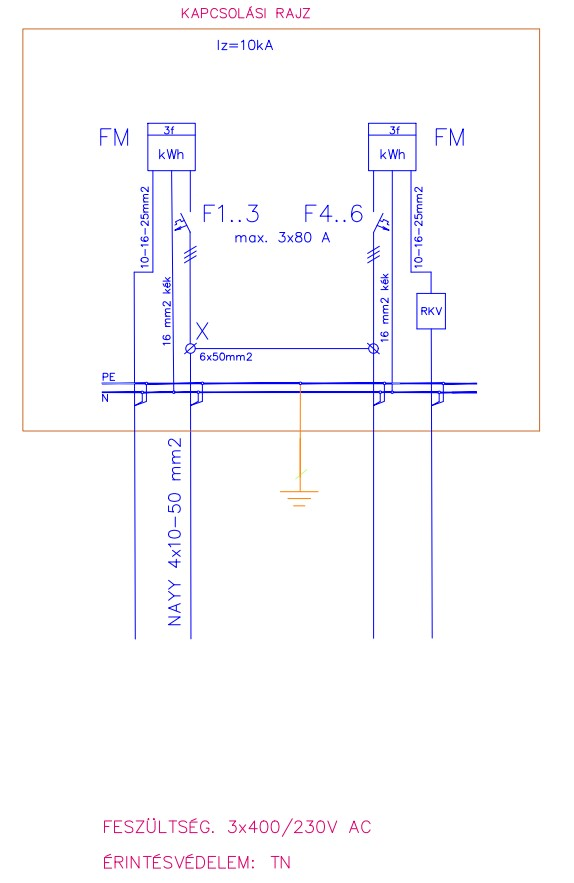 KAPCSOLÁSI RAJZ
Iz=10kA
FM
3f
kWh
3f
kWh
FM
10-16-25mm2
F1..3
F4..6
max. 3x80 A
10-16-25mm2
16 mm2 kék
16 mm2 kék
RKV
X
6x50mm2
PE
N
NAYY 4x10-50 mm2
FESZÜLTSÉG. 3x400/230V AC
ÉRINTÉSVÉDELEM: TN